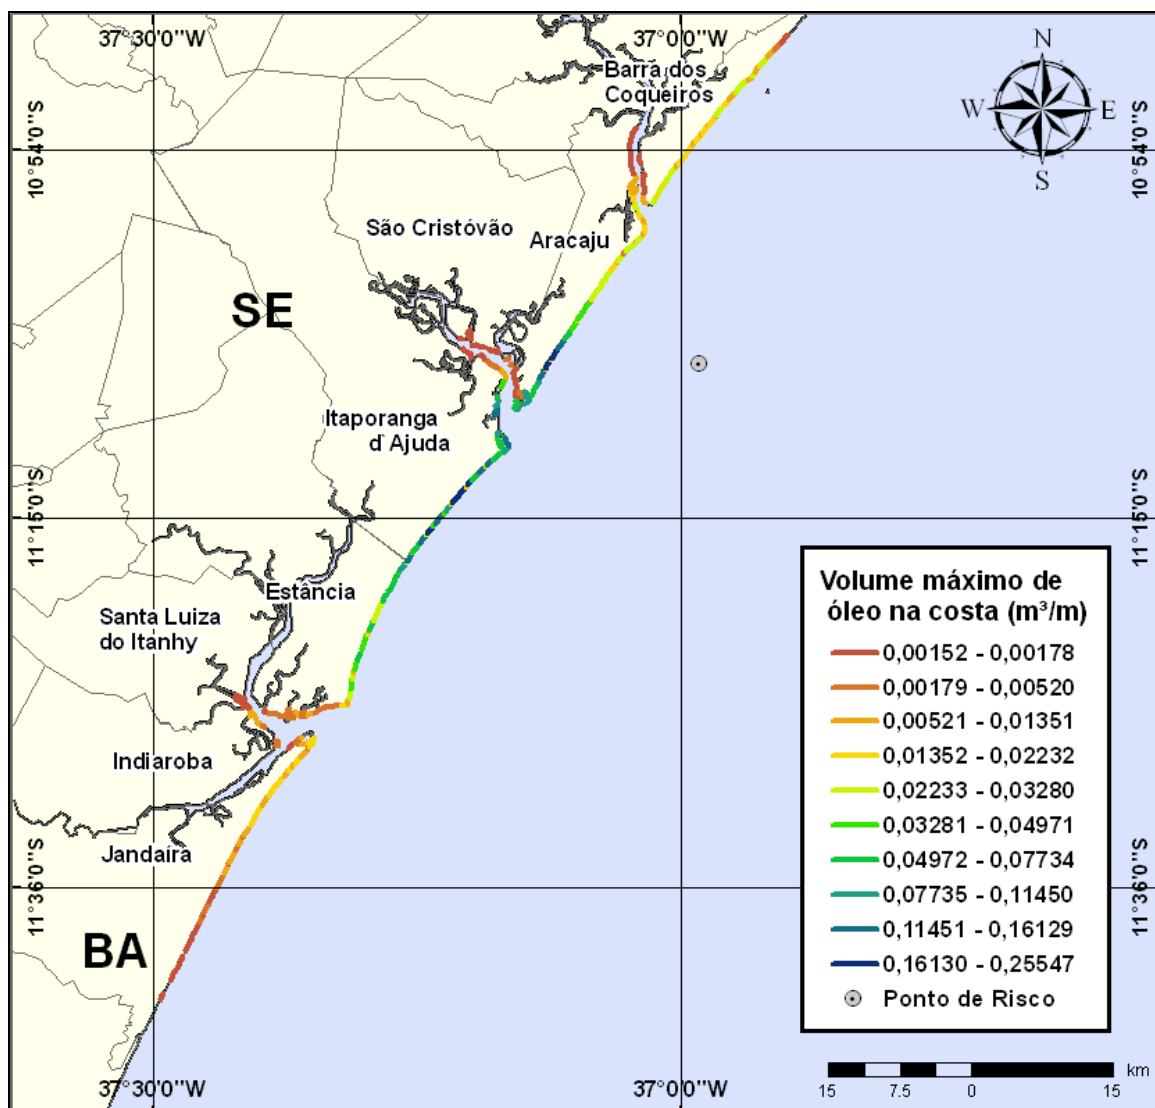 37°30'0''W
37°0'0''W
N
W
E
S
Barra dos
Coqueiros
10°54'0''S
10°54'0''S
São Cristóvão
Aracaju
SE
Itaporanga
d`Ajuda
11°15'0''S
11°15'0''S
Estância
Santa Luiza
do Itanhy
Indiaroba
Jandaíra
11°36'0''S
11°36'0''S
BA
Volume máximo de
óleo na costa (m³/m)
0,00152 - 0,00178
0,00179 - 0,00520
0,00521 - 0,01351
0,01352 - 0,02232
0,02233 - 0,03280
0,03281 - 0,04971
0,04972 - 0,07734
0,07735 - 0,11450
0,11451 - 0,16129
0,16130 - 0,25547
Ponto de Risco
37°30'0''W
37°0'0''W
km
15 7.5 0 15